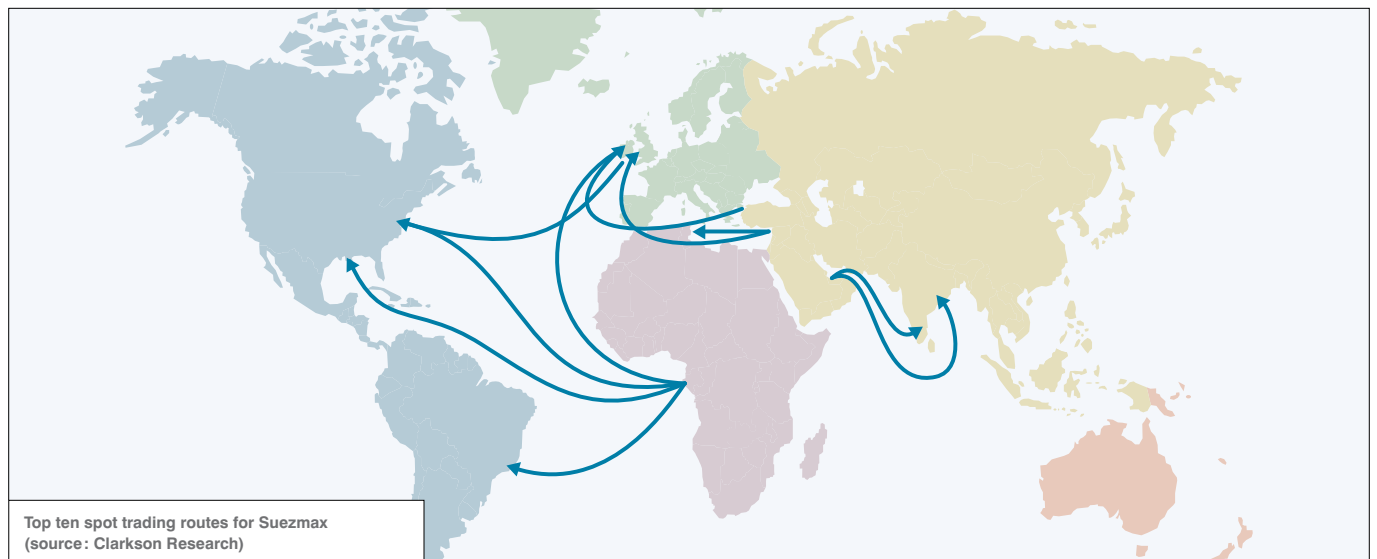 Top ten spot trading routes for Suezmax
(source: Clarkson Research)